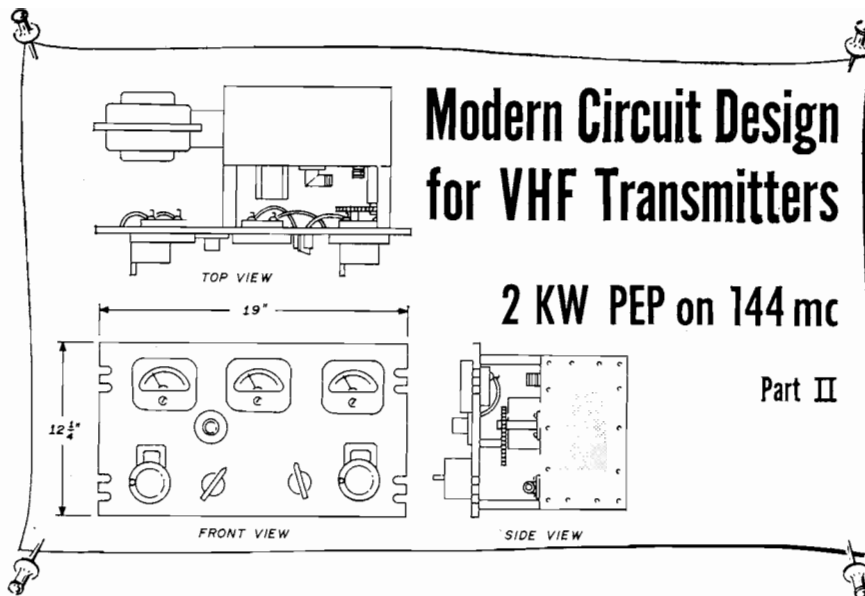 Modern Circuit Design
for VHF Transmitters
2 KW PEP on 144 mc
Part II
TOP VIEW
19"
12 1/4"
FRONT VIEW
SIDE VIEW